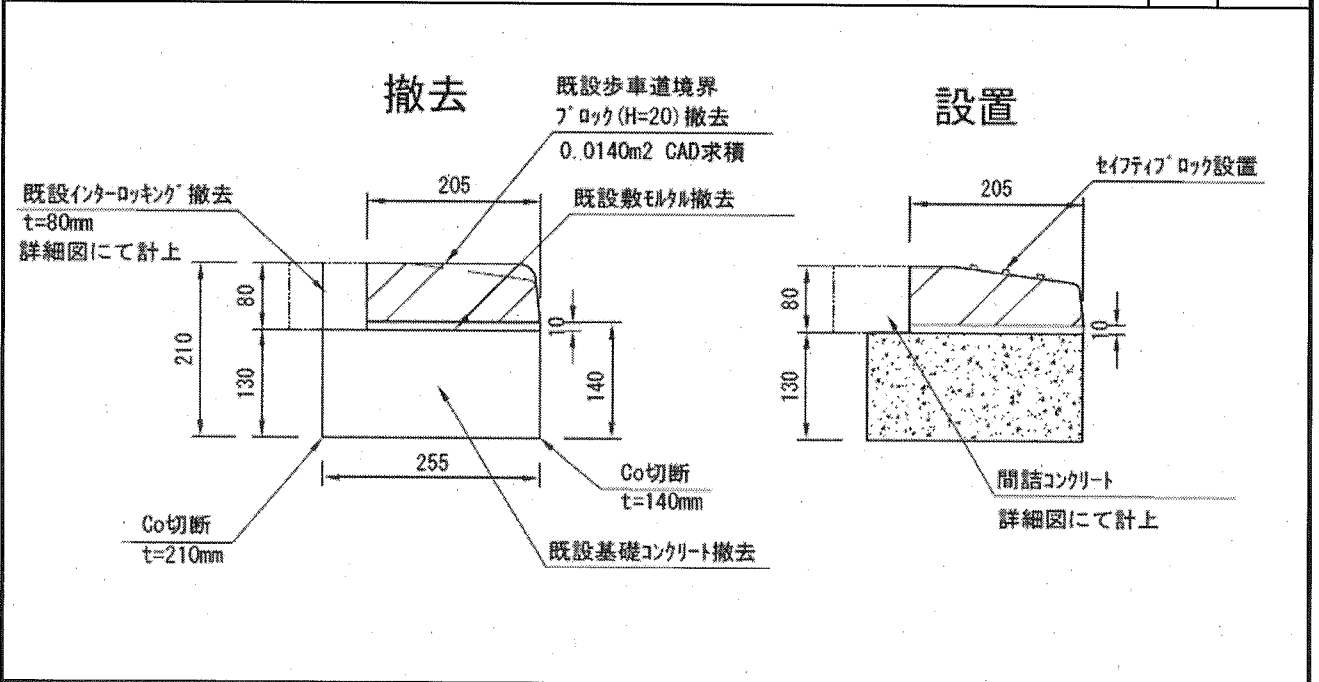 撤去
既設歩車道境界
ブロック(H=20)撤去
0.0140m2 CAD求積
既設インターロッキング撤去
t=80mm
詳細図にて計上
205
既設敷モルタル撤去
80
210
130
10
140
255
Co切断
t=140mm
Co切断
t=210mm
既設基礎コンクリート撤去
設置
セイフティブロック設置
205
80
10
130
間詰コンクリート
詳細図にて計上